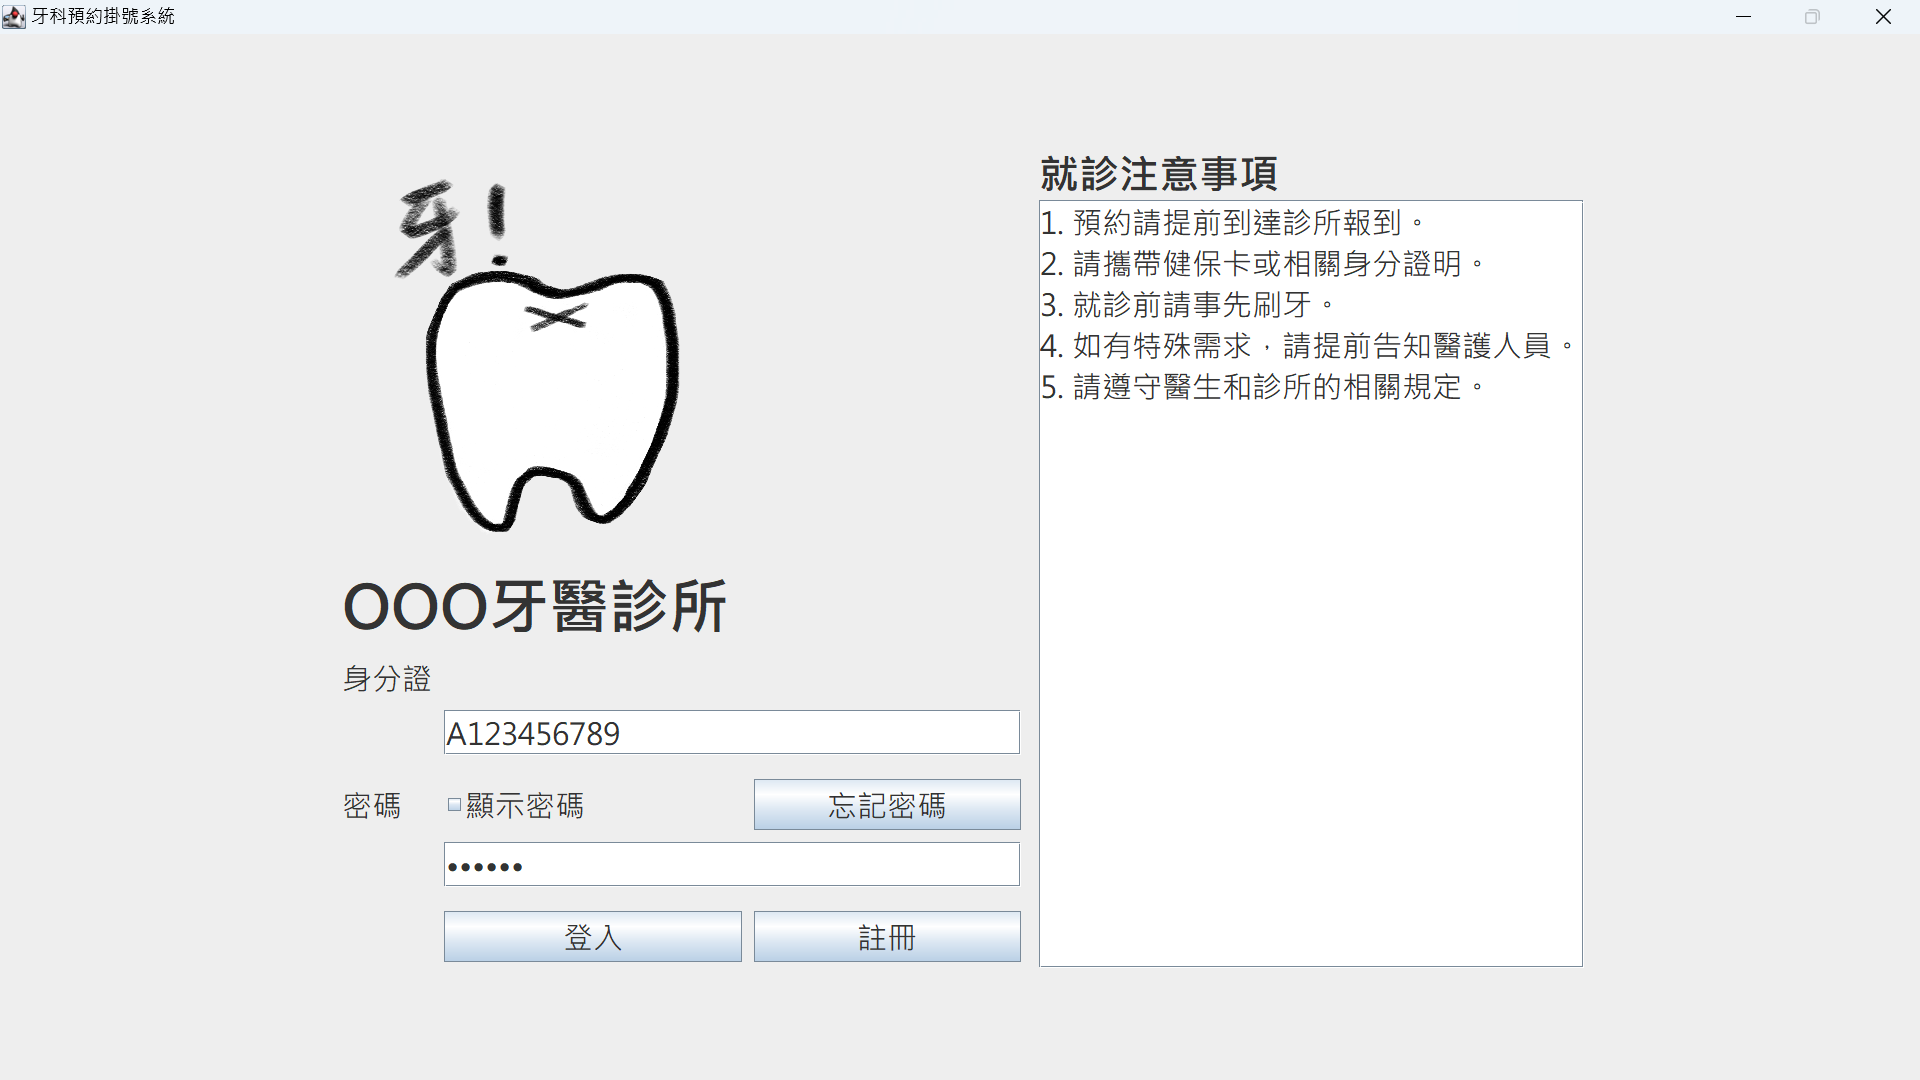 牙科預約掛號系統
牙!
OOO牙醫診所
身分證
A123456789
密碼 顯示密碼 忘記密碼
••••••
登入 註冊
就診注意事項
1. 預約請提前到達診所報到。
2. 請攜帶健保卡或相關身分證明。
3. 就診前請事先刷牙。
4. 如有特殊需求，請提前告知醫護人員。
5. 請遵守醫生和診所的相關規定。